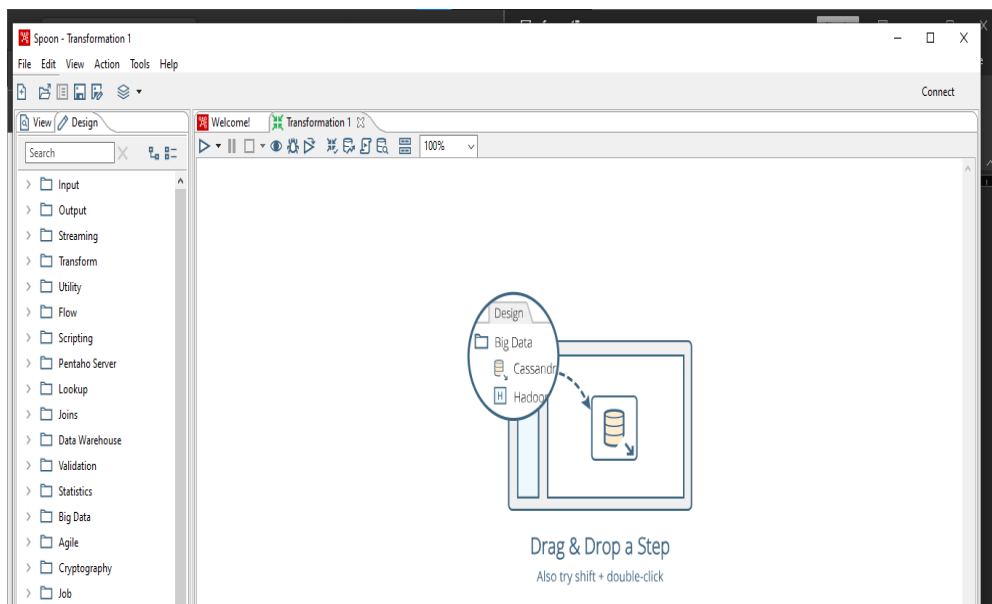 Spoon - Transformation 1
File Edit View Action Tools Help
Connect
View Design
Welcome! Transformation 1
Search
100%
Input
Output
Streaming
Transform
Utility
Flow
Scripting
Pentaho Server
Lookup
Joins
Data Warehouse
Validation
Statistics
Big Data
Agile
Cryptography
Job
Design
Big Data
Cassandr
H Hadoop
Drag & Drop a Step
Also try shift + double-click